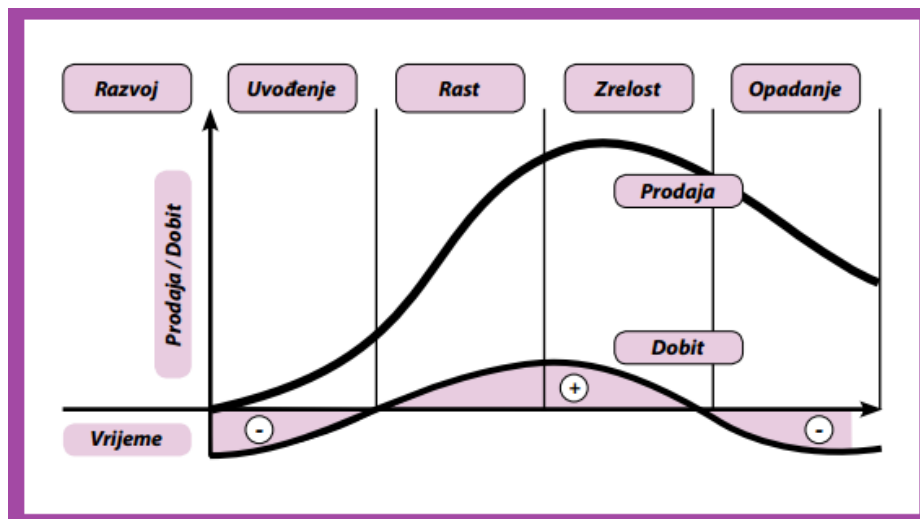 Razvoj
Uvođenje
Rast
Zrelost
Opadanje
Prodaja / Dobit
Prodaja
Dobit
+
-
-
Vrijeme